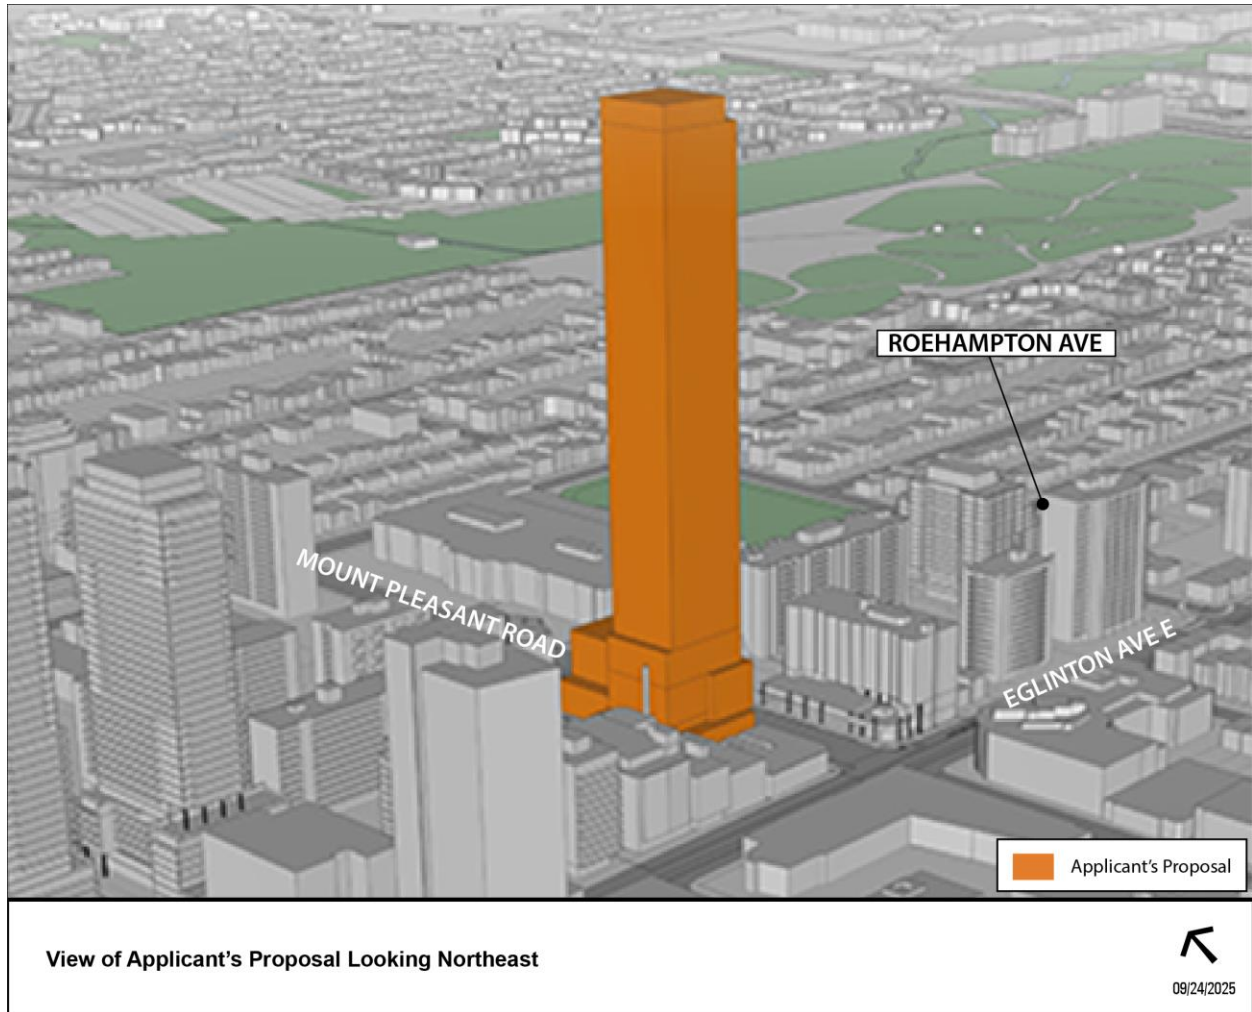 ROEHAMPTON AVE
MOUNT PLEASANT ROAD
EGLINTON AVE E
Applicant's Proposal
View of Applicant's Proposal Looking Northeast
09/24/2025